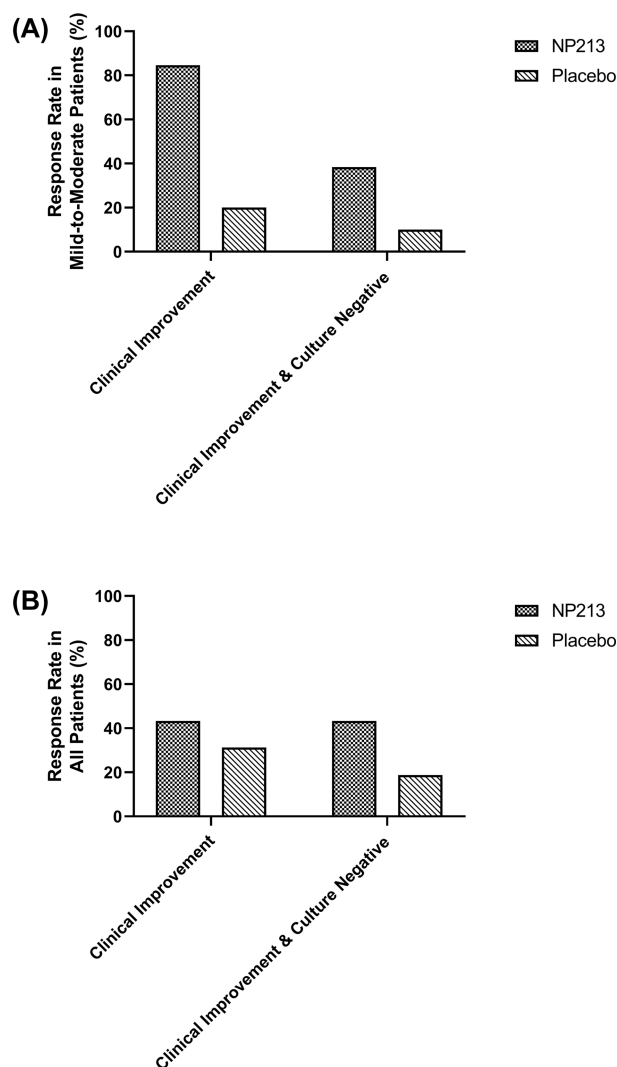 (A)
Response Rate in
Mild-to-Moderate Patients (%)
100
80
60
40
20
0
Clinical Improvement
Clinical Improvement & Culture Negative
NP213
Placebo
(B)
Response Rate in
All Patients (%)
100
80
60
40
20
0
Clinical Improvement
Clinical Improvement & Culture Negative
NP213
Placebo